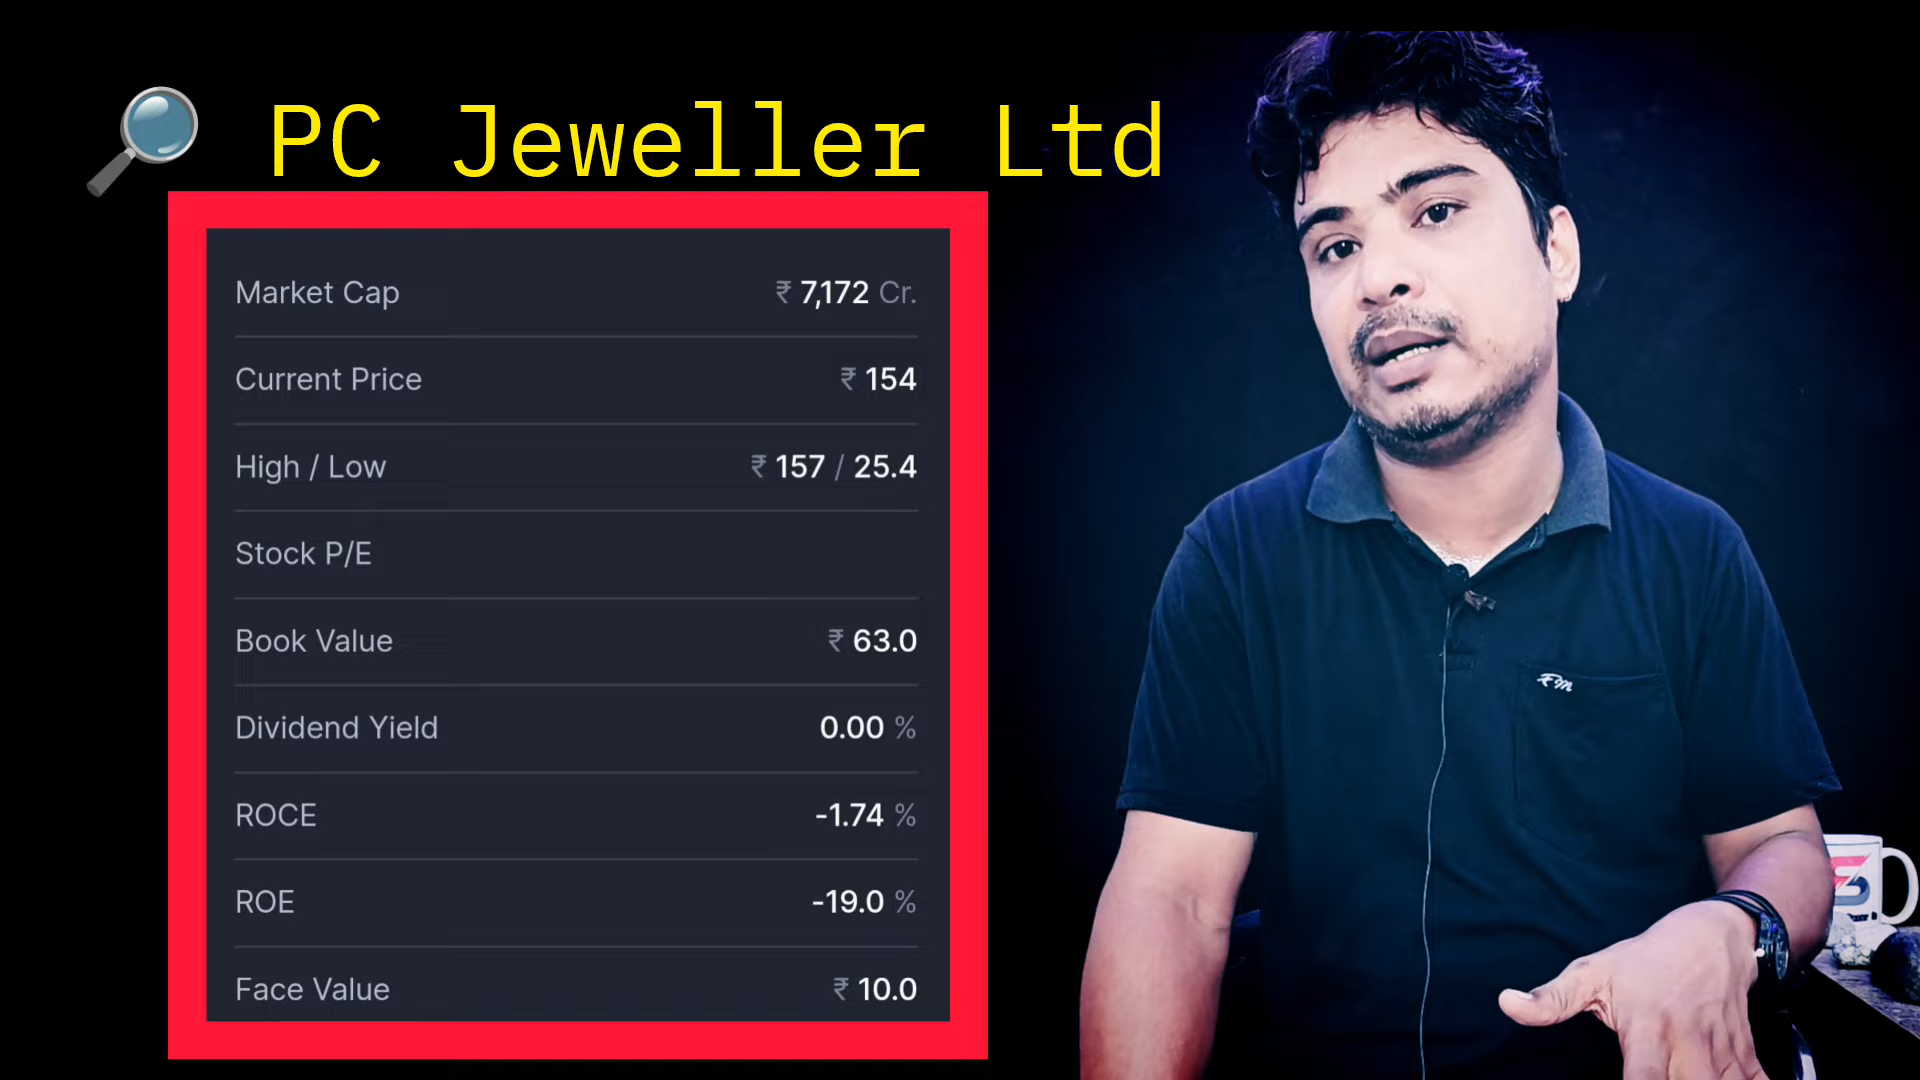 PC Jeweller Ltd
Market Cap ₹ 7,172 Cr.
Current Price ₹ 154
High / Low ₹ 157 / 25.4
Stock P/E
Book Value ₹ 63.0
Dividend Yield 0.00 %
ROCE -1.74 %
ROE -19.0 %
Face Value ₹ 10.0